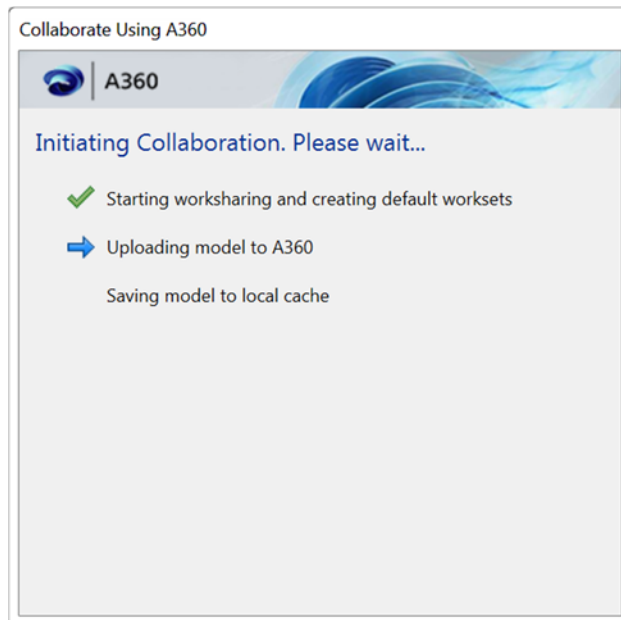 Collaborate Using A360
A360
Initiating Collaboration. Please wait...
Starting worksharing and creating default worksets
Uploading model to A360
Saving model to local cache